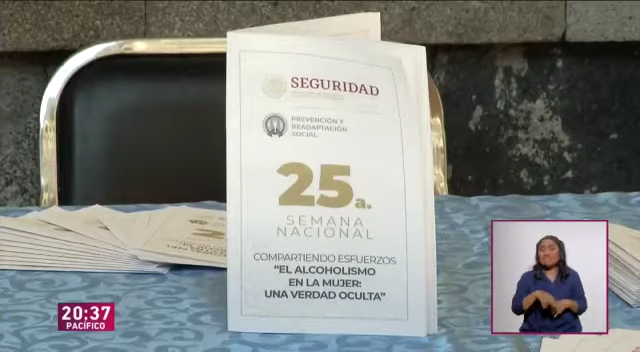 SEGURIDAD
PREVENCIÓN Y
READAPTACIÓN
SOCIAL
25a.
SEMANA
NACIONAL
COMPARTIENDO ESFUERZOS
"EL ALCOHOLISMO
EN LA MUJER:
UNA VERDAD OCULTA"
20:37
PACÍFICO